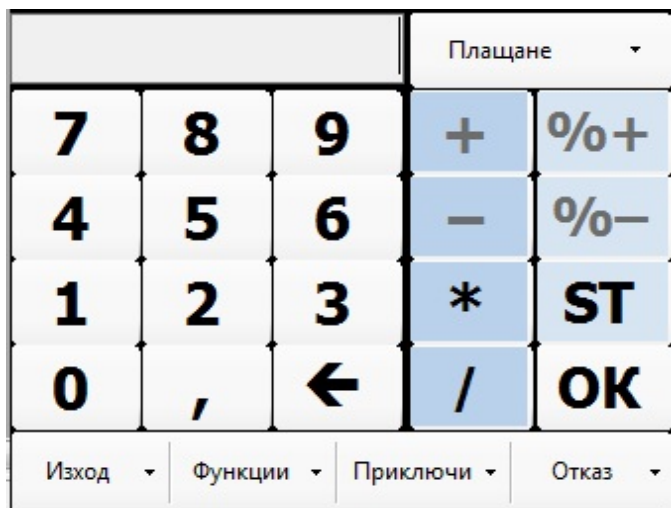 Плащане
7 8 9 + %+
4 5 6 − %−
1 2 3 * ST
0 , ← / OK
Изход Функции Приключи Отказ